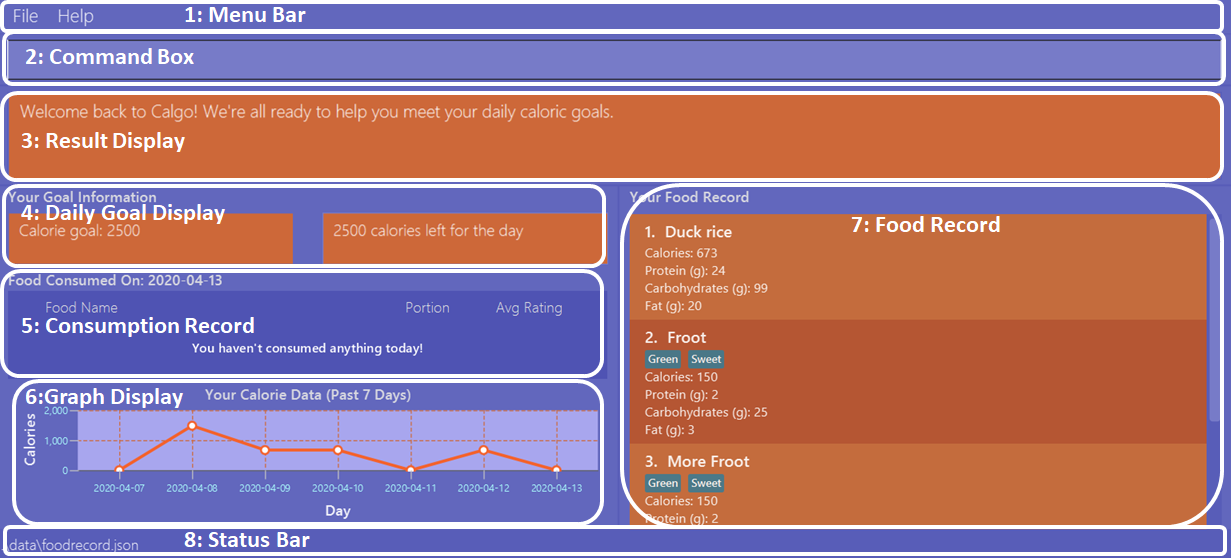 File Help 1: Menu Bar
2: Command Box
Welcome back to Calgo! We're all ready to help you meet your daily caloric goals.
3: Result Display
Your Goal Information
4: Daily Goal Display
Calorie goal: 2500
2500 calories left for the day
Food Consumed On: 2020-04-13
Food Name Portion Avg Rating
5: Consumption Record
You haven't consumed anything today!
6:Graph Display
Your Calorie Data (Past 7 Days)
Calories
2,000
1,000
0
2020-04-07 2020-04-08 2020-04-09 2020-04-10 2020-04-11 2020-04-12 2020-04-13
Day
Your Food Record
7: Food Record
1. Duck rice
Calories: 673
Protein (g): 24
Carbohydrates (g): 99
Fat (g): 20
2. Froot
Green Sweet
Calories: 150
Protein (g): 2
Carbohydrates (g): 25
Fat (g): 3
3. More Froot
Green Sweet
Calories: 150
Protein (g): 2
8: Status Bar
data\foodrecord.json